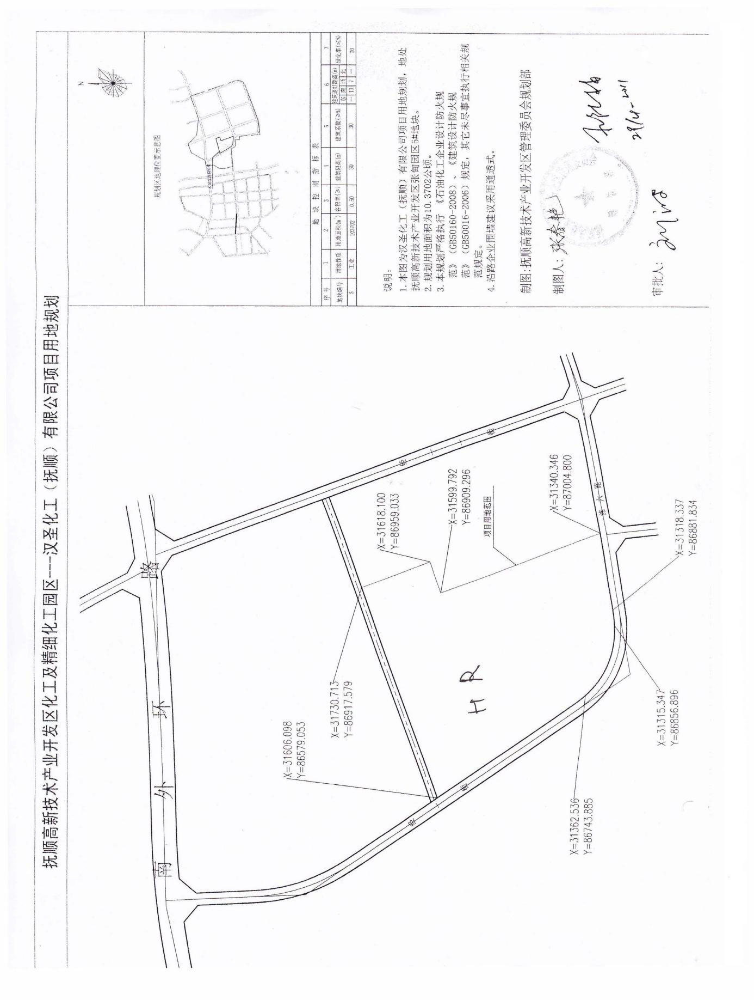 抚顺高新技术产业开发区化工及精细化工园区---汉圣化工（抚顺）有限公司项目用地规划
N
规划区地理位置示意图
地块控制指标表
序号 1 2 3 4 5 6 7
地块编号 用地性质 用地面积(m²) 容积率(≥) 建筑限高(m) 建筑系数(≥%) 建筑退红距离(m) 绿化率(≤%)
东 南 西 北
5 工业 103702 0.50 30 30 -- 13 7 -- 20
说明：
1.本图为汉圣化工（抚顺）有限公司项目用地规划，地处
抚顺高新技术产业开发区张甸园区5#地块。
2.规划用地面积为10.3702公顷。
3.本规划严格执行 《石油化工企业设计防火规
范》（GB50160-2008）、《建筑设计防火规
范》（GB50016-2006）规定，其它未尽事宜执行相关规
范规定。
4.沿路企业围墙建议采用通透式。
制图:抚顺高新技术产业开发区管理委员会规划部
制图人：张春艳
29/4-2011
审批人：
南外环路
街
纬六路
街
X=31606.098
Y=86579.053
X=31730.713
Y=86917.579
X=31618.100
Y=86959.033
X=31599.792
Y=86909.296
项目用地范围
X=31340.346
Y=87004.800
X=31318.337
Y=86881.834
X=31315.347
Y=86856.896
X=31362.536
Y=86743.885
H R